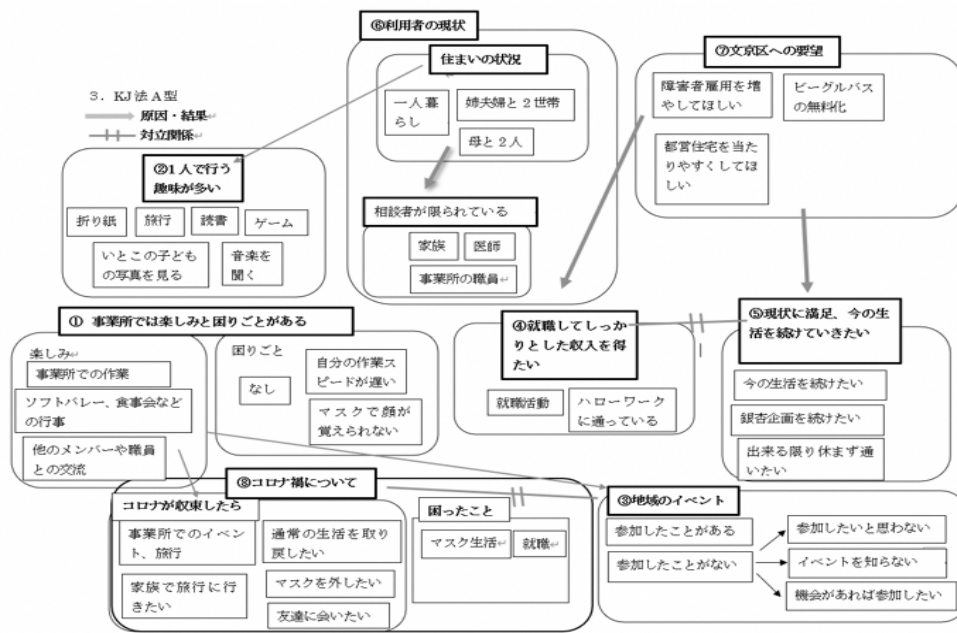 ⑥利用者の現状
住まいの状況
一人暮
らし
姉夫婦と２世帯
母と２人
相談者が限られている
家族
医師
事業所の職員
⑦文京区への要望
障害者雇用を増
やしてほしい
ビーグルバス
の無料化
都営住宅を当た
りやすくしてほ
しい
３．KJ 法 A 型
原因・結果
対立関係
②１人で行う
趣味が多い
折り紙
旅行
読書
ゲーム
いとこの子ども
の写真を見る
音楽を
聞く
① 事業所では楽しみと困りごとがある
楽しみ
事業所での作業
ソフトバレー、食事会など
の行事
他のメンバーや職員
との交流
困りごと
なし
自分の作業ス
ピードが遅い
マスクで顔が
覚えられない
④就職してしっか
りとした収入を得
たい
就職活動
ハローワーク
に通っている
⑤現状に満足、今の生
活を続けていきたい
今の生活を続けたい
銀杏企画を続けたい
出来る限り休まず通
いたい
⑧コロナ禍について
コロナが収束したら
事業所でのイベン
ト、旅行
家族で旅行に行
きたい
通常の生活を取り
戻したい
マスクを外したい
友達に会いたい
困ったこと
マスク生活
就職
③地域のイベント
参加したことがある
参加したことがない
参加したいと思わない
イベントを知らない
機会があれば参加したい